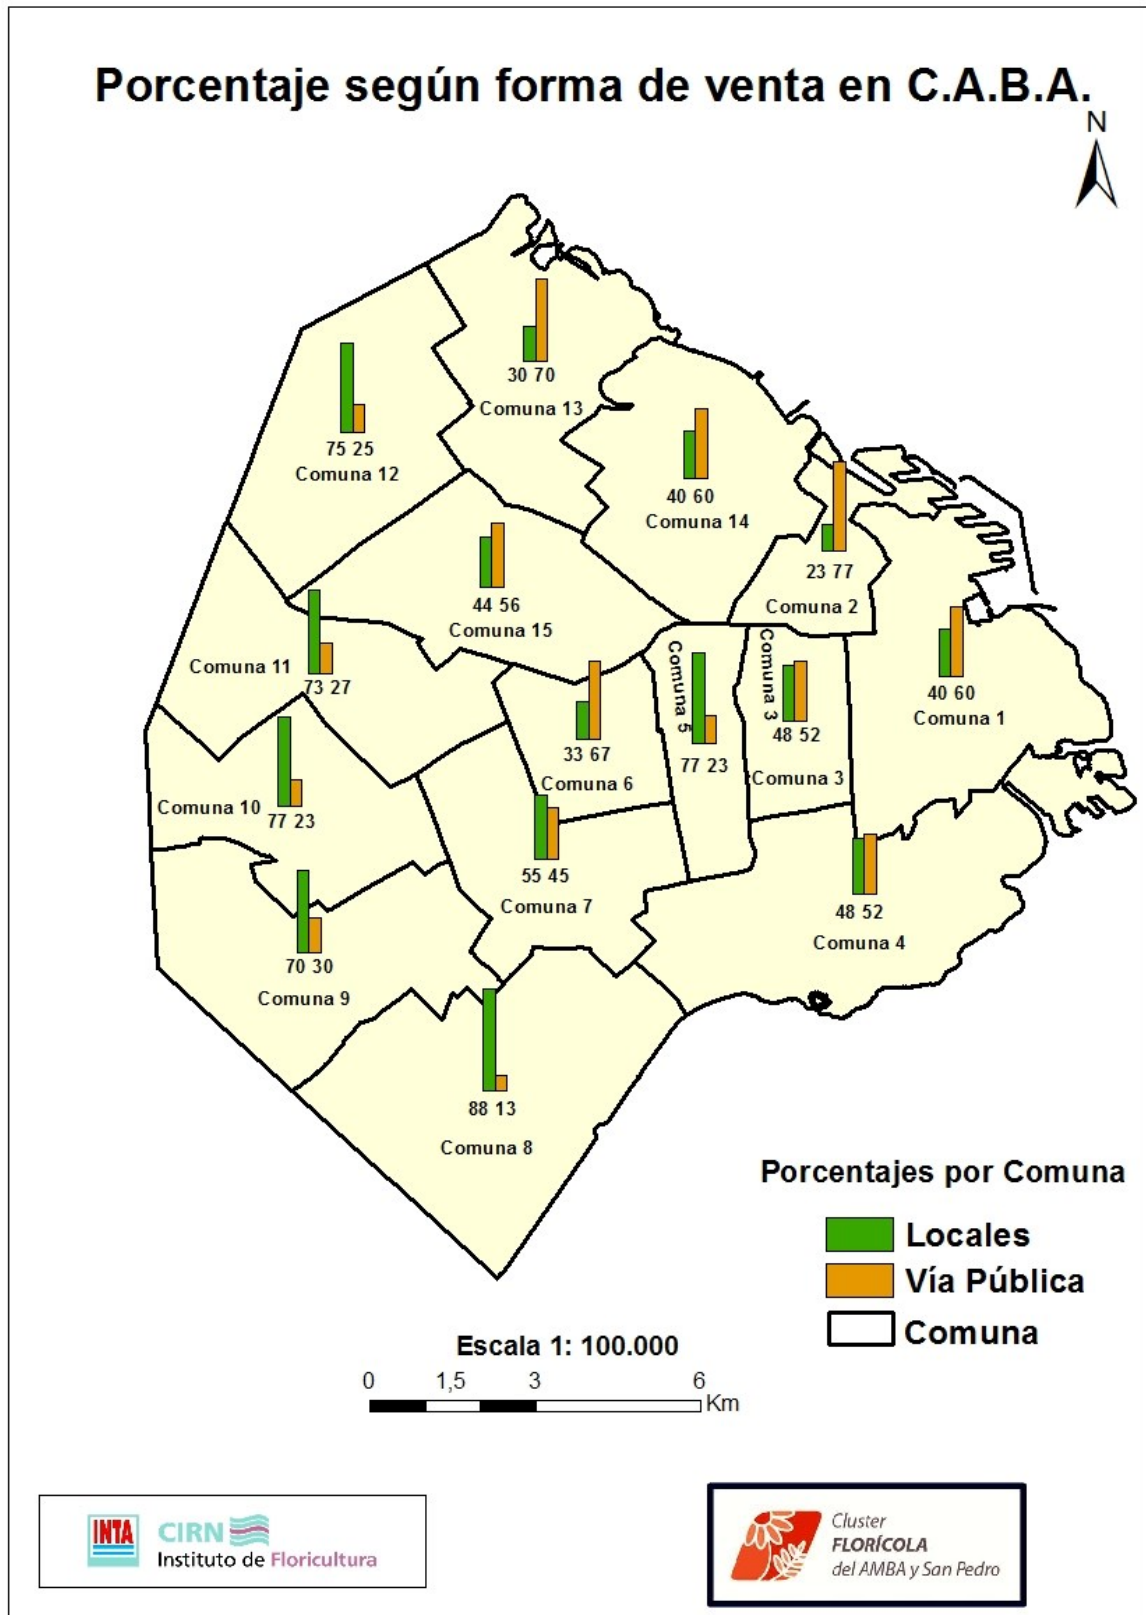 Porcentaje según forma de venta en C.A.B.A.
N
30 70
Comuna 13
75 25
Comuna 12
40 60
Comuna 14
23 77
Comuna 2
44 56
Comuna 15
Comuna 11
73 27
Comuna 5
77 23
Comuna 3
48 52
Comuna 3
40 60
Comuna 1
33 67
Comuna 6
Comuna 10
77 23
55 45
Comuna 7
48 52
Comuna 4
70 30
Comuna 9
88 13
Comuna 8
Porcentajes por Comuna
Locales
Vía Pública
Comuna
Escala 1: 100.000
0 1,5 3 6
Km
INTA
CIRN
Instituto de Floricultura
Cluster
FLORÍCOLA
del AMBA y San Pedro